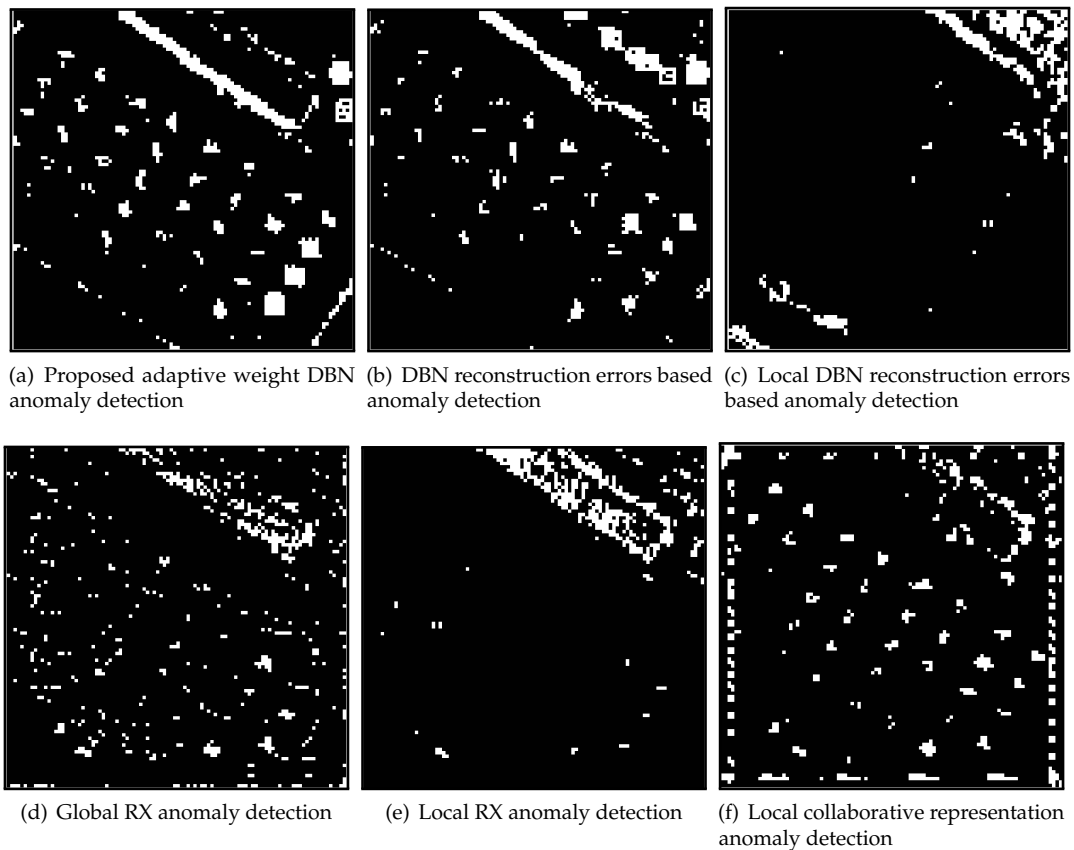 (a) Proposed adaptive weight DBN
anomaly detection
(b) DBN reconstruction errors based
anomaly detection
(c) Local DBN reconstruction errors
based anomaly detection
(d) Global RX anomaly detection
(e) Local RX anomaly detection
(f) Local collaborative representation
anomaly detection